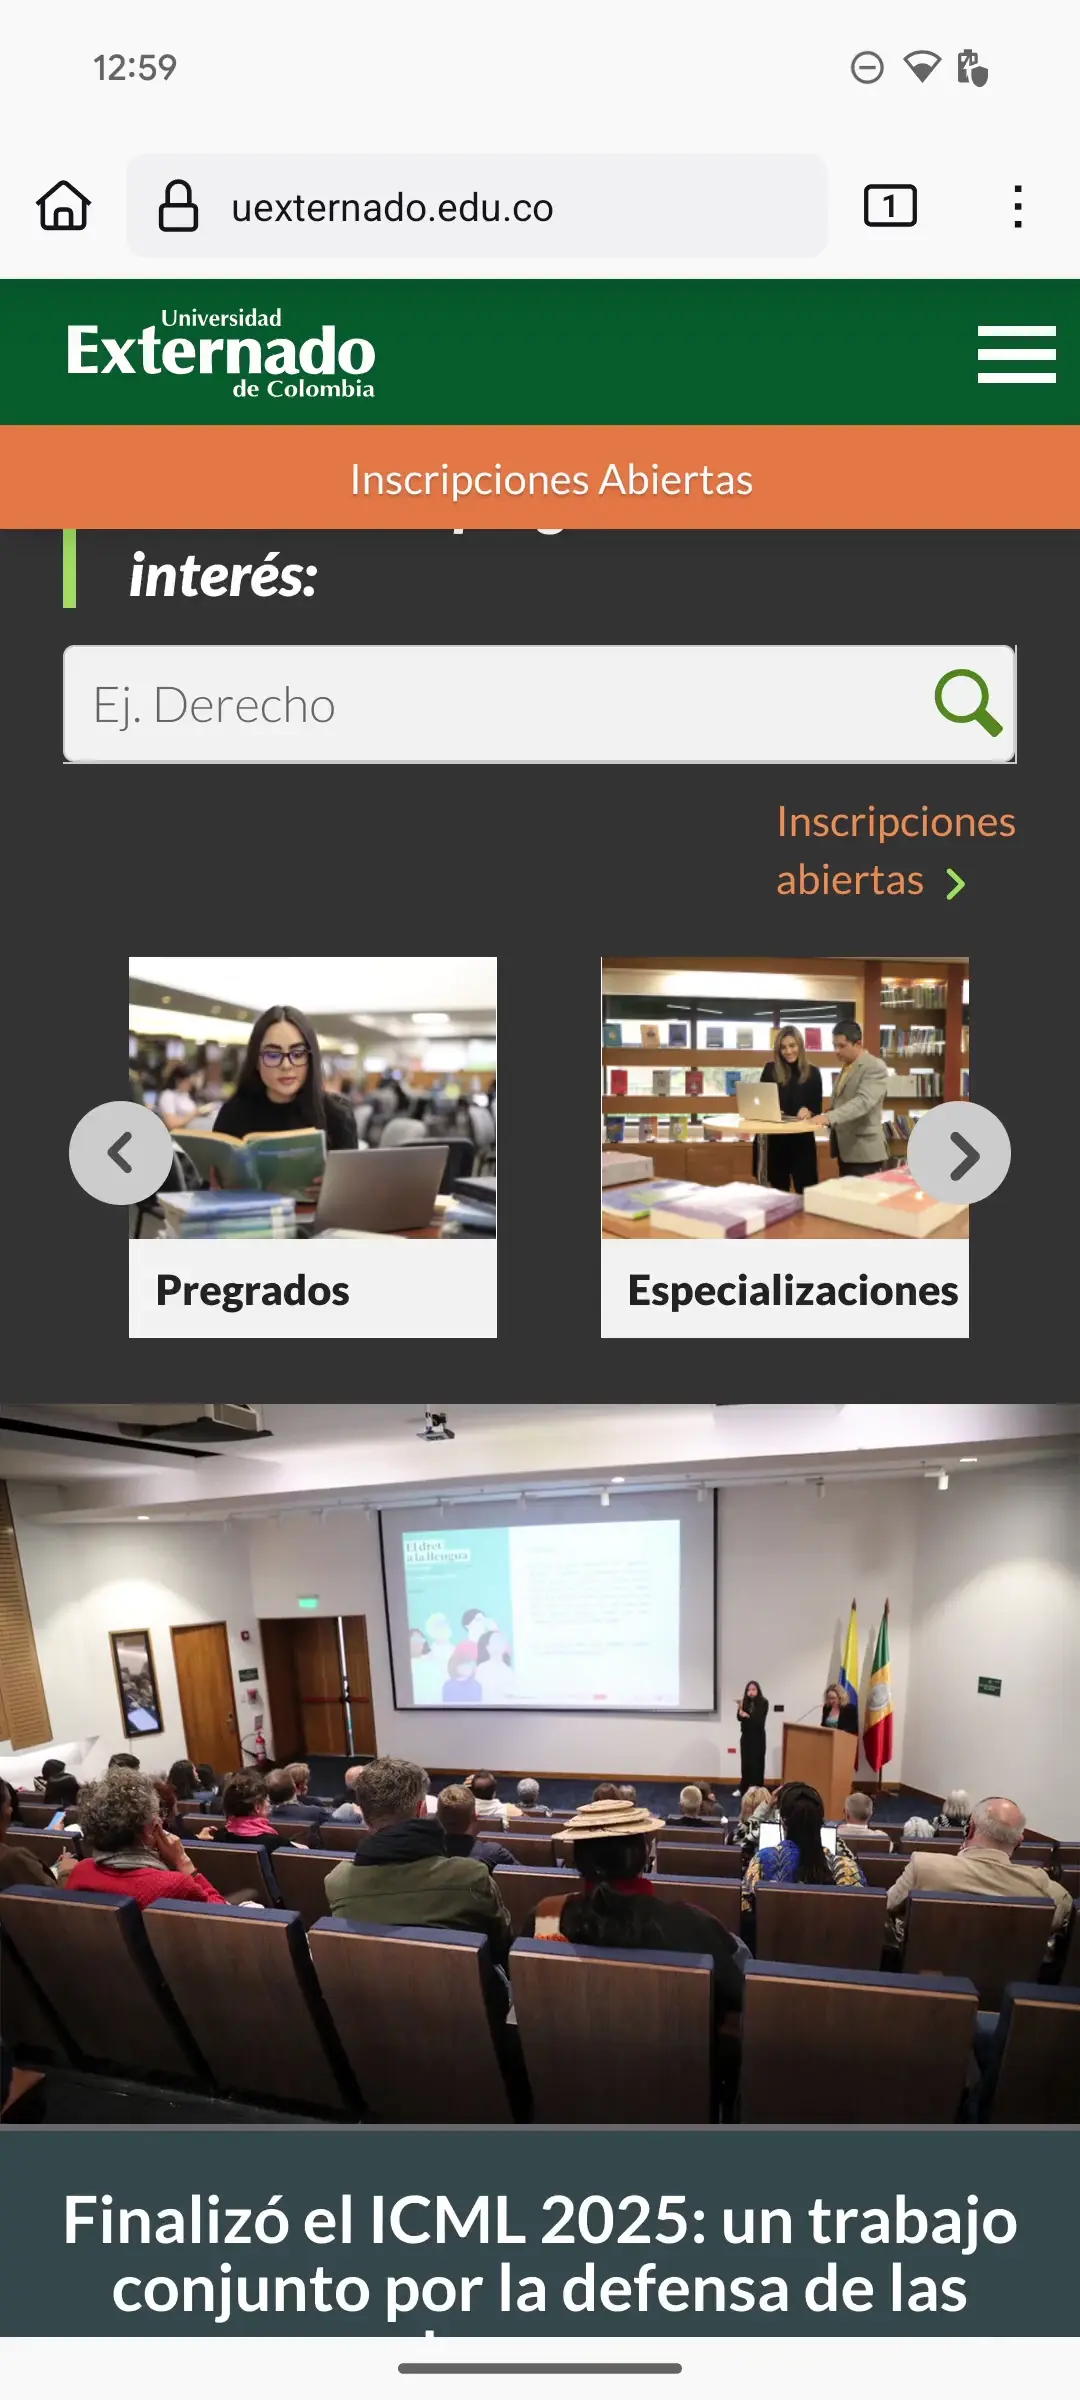 12:59
uexternado.edu.co
1
Universidad
Externado
de Colombia
Inscripciones Abiertas
interés:
Ej. Derecho
Inscripciones
abiertas
Pregrados
Especializaciones
El dret
a la llengua
Finalizó el ICML 2025: un trabajo
conjunto por la defensa de las